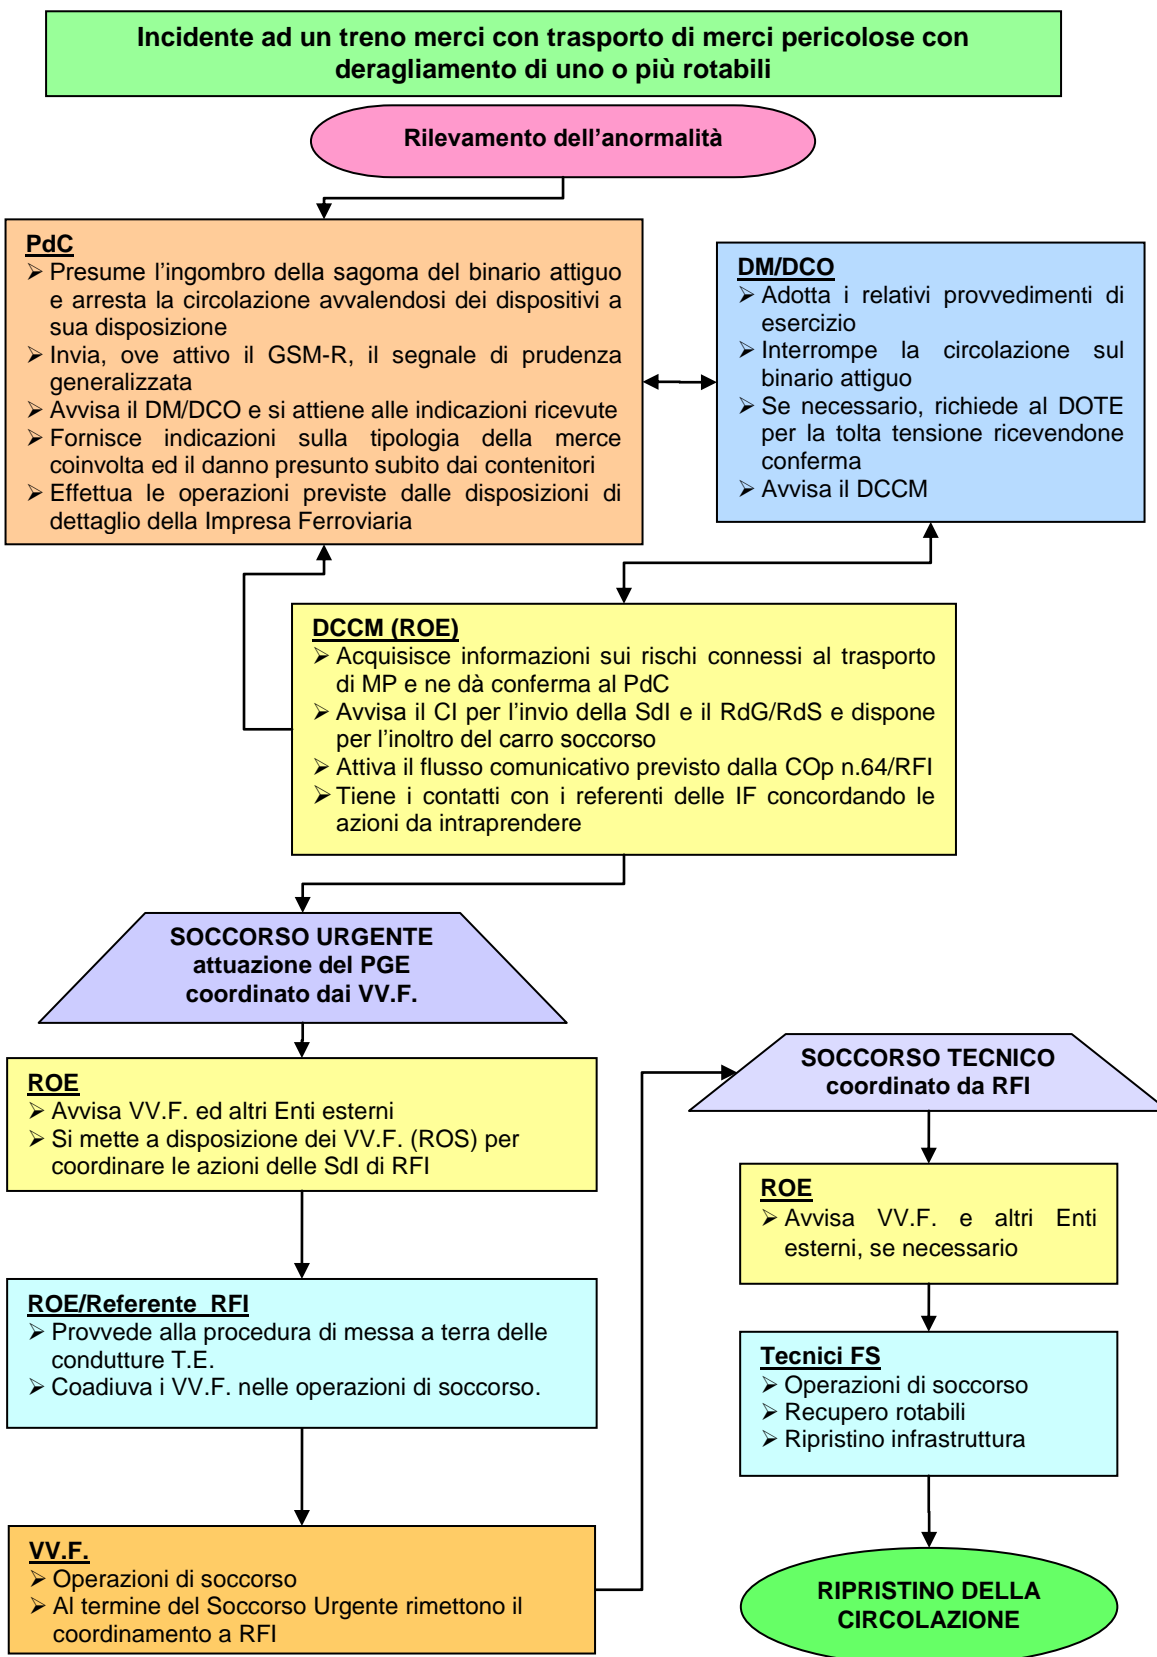 Incidente ad un treno merci con trasporto di merci pericolose con
deragliamento di uno o più rotabili
Rilevamento dell'anormalità
PdC
➢ Presume l'ingombro della sagoma del binario attiguo
e arresta la circolazione avvalendosi dei dispositivi a
sua disposizione
➢ Invia, ove attivo il GSM-R, il segnale di prudenza
generalizzata
➢ Avvisa il DM/DCO e si attiene alle indicazioni ricevute
➢ Fornisce indicazioni sulla tipologia della merce
coinvolta ed il danno presunto subito dai contenitori
➢ Effettua le operazioni previste dalle disposizioni di
dettaglio della Impresa Ferroviaria
DM/DCO
➢ Adotta i relativi provvedimenti di
esercizio
➢ Interrompe la circolazione sul
binario attiguo
➢ Se necessario, richiede al DOTE
per la tolta tensione ricevendone
conferma
➢ Avvisa il DCCM
DCCM (ROE)
➢ Acquisisce informazioni sui rischi connessi al trasporto
di MP e ne dà conferma al PdC
➢ Avvisa il CI per l'invio della SdI e il RdG/RdS e dispone
per l'inoltro del carro soccorso
➢ Attiva il flusso comunicativo previsto dalla COp n.64/RFI
➢ Tiene i contatti con i referenti delle IF concordando le
azioni da intraprendere
SOCCORSO URGENTE
attuazione del PGE
coordinato dai VV.F.
ROE
➢ Avvisa VV.F. ed altri Enti esterni
➢ Si mette a disposizione dei VV.F. (ROS) per
coordinare le azioni delle SdI di RFI
ROE/Referente RFI
➢ Provvede alla procedura di messa a terra delle
condutture T.E.
➢ Coadiuva i VV.F. nelle operazioni di soccorso.
VV.F.
➢ Operazioni di soccorso
➢ Al termine del Soccorso Urgente rimettono il
coordinamento a RFI
SOCCORSO TECNICO
coordinato da RFI
ROE
➢ Avvisa VV.F. e altri Enti
esterni, se necessario
Tecnici FS
➢ Operazioni di soccorso
➢ Recupero rotabili
➢ Ripristino infrastruttura
RIPRISTINO DELLA
CIRCOLAZIONE